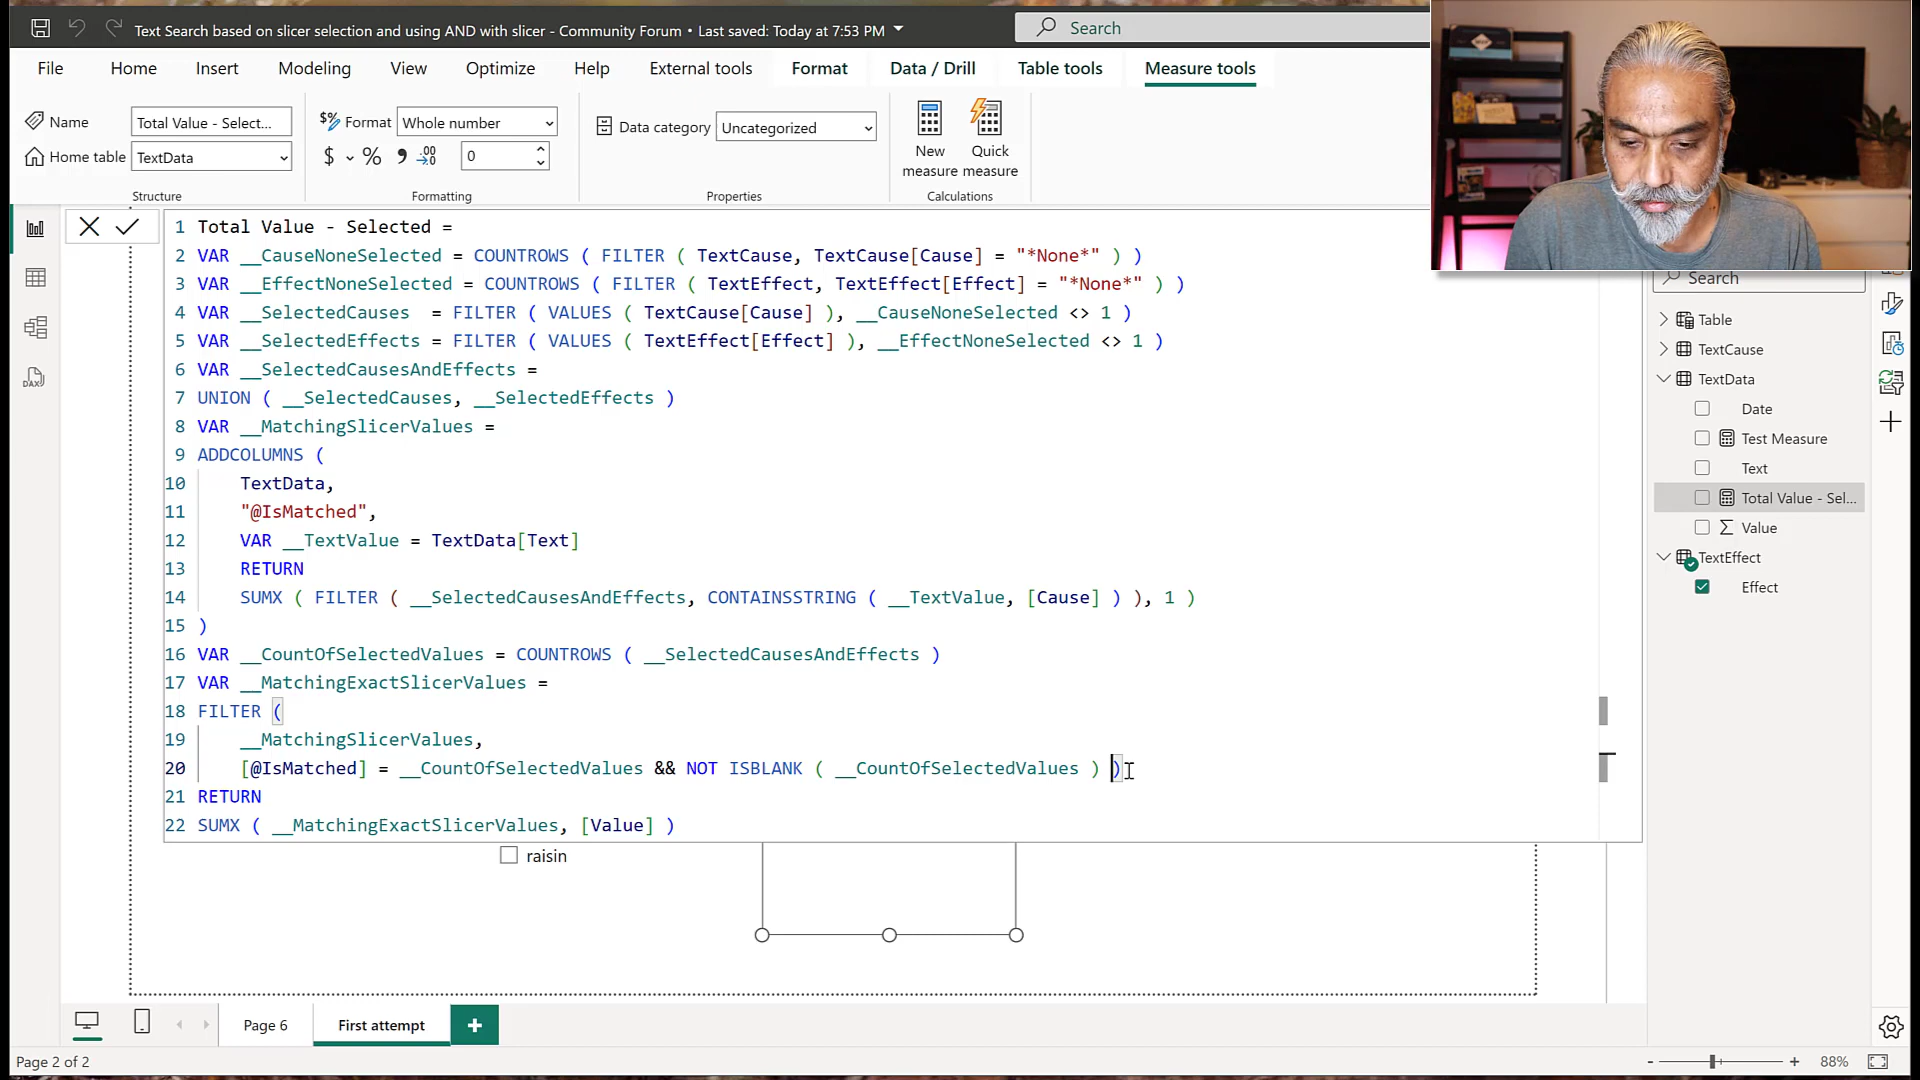 Text Search based on slicer selection and using AND with slicer - Community Forum • Last saved: Today at 7:53 PM
Search
File Home Insert Modeling View Optimize Help External tools Format Data / Drill Table tools Measure tools
Name Total Value - Select...
Home table TextData
Structure
$% Format Whole number
$ % , .00 →0 0
Formatting
Data category Uncategorized
Properties
New measure
Quick measure
Calculations
1 Total Value - Selected =
2 VAR __CauseNoneSelected = COUNTROWS ( FILTER ( TextCause, TextCause[Cause] = "*None*" ) )
3 VAR __EffectNoneSelected = COUNTROWS ( FILTER ( TextEffect, TextEffect[Effect] = "*None*" ) )
4 VAR __SelectedCauses  = FILTER ( VALUES ( TextCause[Cause] ), __CauseNoneSelected <> 1 )
5 VAR __SelectedEffects = FILTER ( VALUES ( TextEffect[Effect] ), __EffectNoneSelected <> 1 )
6 VAR __SelectedCausesAndEffects =
7 UNION ( __SelectedCauses, __SelectedEffects )
8 VAR __MatchingSlicerValues =
9 ADDCOLUMNS (
10 TextData,
11 "@IsMatched",
12 VAR __TextValue = TextData[Text]
13 RETURN
14 SUMX ( FILTER ( __SelectedCausesAndEffects, CONTAINSSTRING ( __TextValue, [Cause] ) ), 1 )
15 )
16 VAR __CountOfSelectedValues = COUNTROWS ( __SelectedCausesAndEffects )
17 VAR __MatchingExactSlicerValues =
18 FILTER (
19 __MatchingSlicerValues,
20 [@IsMatched] = __CountOfSelectedValues && NOT ISBLANK ( __CountOfSelectedValues ) )
21 RETURN
22 SUMX ( __MatchingExactSlicerValues, [Value] )
raisin
Search
Table
TextCause
TextData
Date
Test Measure
Text
Total Value - Sel...
Value
TextEffect
Effect
DAX
Page 6 First attempt +
Page 2 of 2
- + 88%